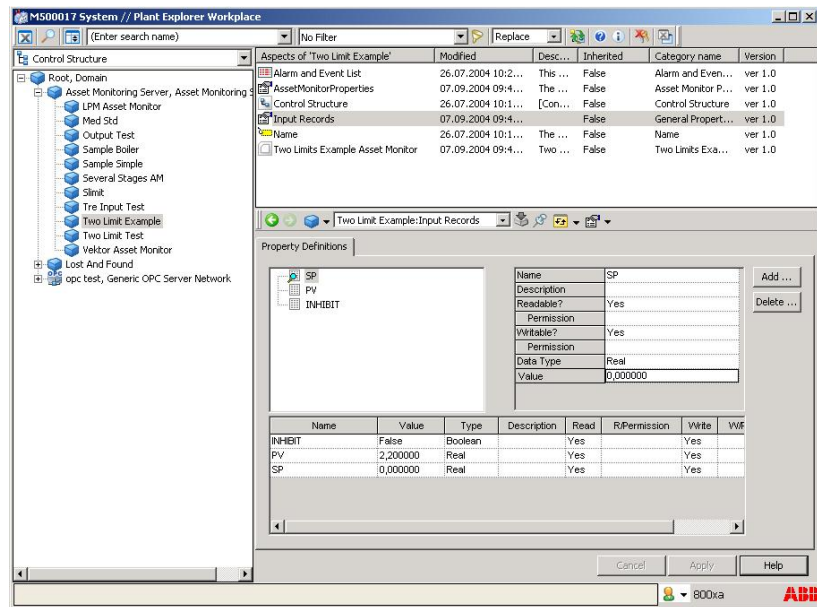 M500017 System // Plant Explorer Workplace
(Enter search name) No Filter Replace
Control Structure
Root, Domain
Asset Monitoring Server, Asset Monitoring S
LPM Asset Monitor
Med Std
Output Test
Sample Boiler
Sample Simple
Several Stages AM
Slimit
Tre Input Test
Two Limit Example
Two Limit Test
Vektor Asset Monitor
Lost And Found
opc test, Generic OPC Server Network
Aspects of 'Two Limit Example' Modified Desc... Inherited Category name Version
Alarm and Event List 26.07.2004 10:2... This ... False Alarm and Even... ver 1.0
AssetMonitorProperties 07.09.2004 09:4... The ... False Asset Monitor P... ver 1.0
Control Structure 26.07.2004 10:1... [Con... False Control Structure ver 1.0
Input Records 07.09.2004 09:4... False General Propert... ver 1.0
Name 26.07.2004 10:1... The ... False Name ver 1.0
Two Limits Example Asset Monitor 07.09.2004 09:4... Two ... False Two Limits Exa... ver 1.0
Two Limit Example:Input Records
Property Definitions
SP
PV
INHIBIT
Name SP
Description
Readable? Yes
Permission
Writable? Yes
Permission
Data Type Real
Value 0,000000
Add ...
Delete ...
Name Value Type Description Read R/Permission Write W/F
INHIBIT False Boolean Yes Yes
PV 2,200000 Real Yes Yes
SP 0,000000 Real Yes Yes
Cancel Apply Help
800xa ABB